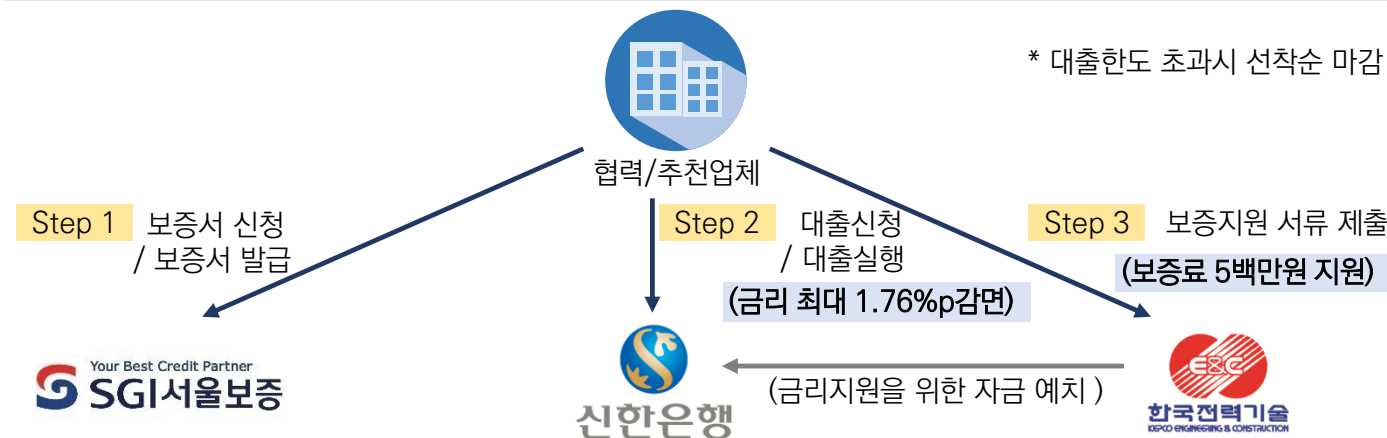 * 대출한도 초과시 선착순 마감
협력/추천업체
Step 1 보증서 신청
/ 보증서 발급
Step 2 대출신청
/ 대출실행
(금리 최대 1.76%p감면)
Step 3 보증지원 서류 제출
(보증료 5백만원 지원)
Your Best Credit Partner
SGI서울보증
신한은행
(금리지원을 위한 자금 예치 )
E&C
한국전력기술
KEPCO ENGINEERING & CONSTRUCTION